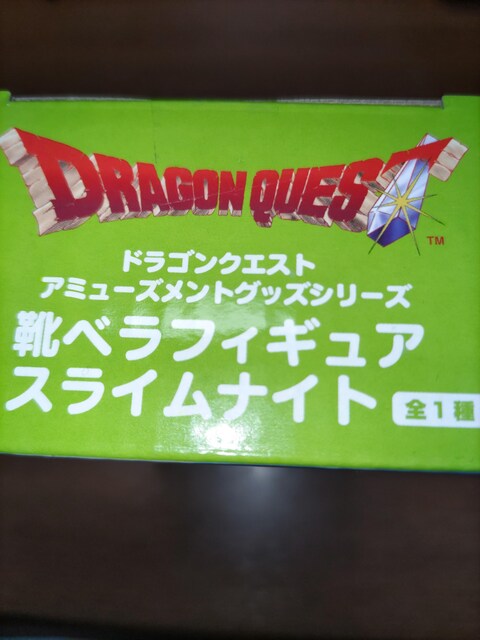 DRAGON QUEST
TM
ドラゴンクエスト
アミューズメントグッズシリーズ
靴ベラフィギュア
スライムナイト 全1種